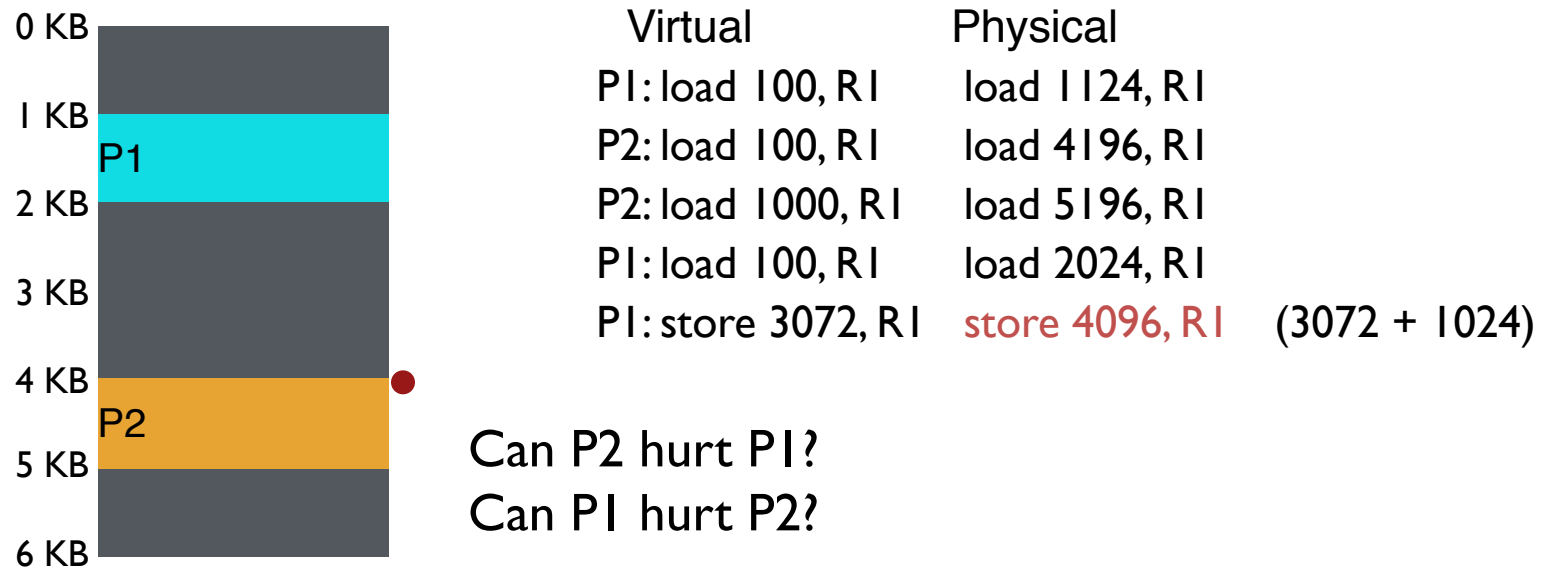 0 KB
1 KB
P1
2 KB
3 KB
4 KB
P2
5 KB
6 KB
Virtual Physical
P1: load 100, R1 load 1124, R1
P2: load 100, R1 load 4196, R1
P2: load 1000, R1 load 5196, R1
P1: load 100, R1 load 2024, R1
P1: store 3072, R1 store 4096, R1 (3072 + 1024)
Can P2 hurt P1?
Can P1 hurt P2?